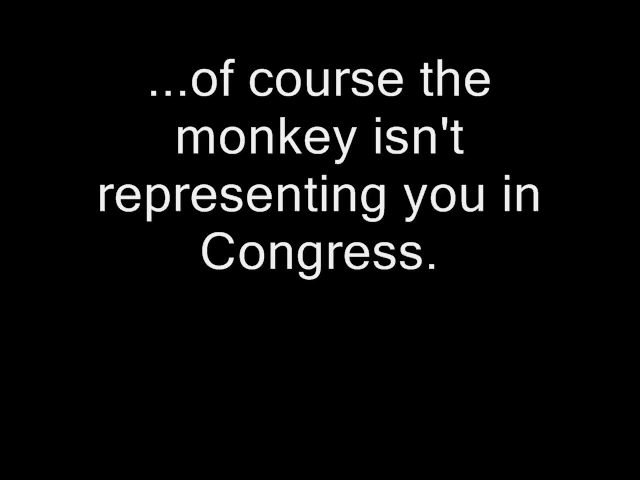 ...of course the
monkey isn't
representing you in
Congress.